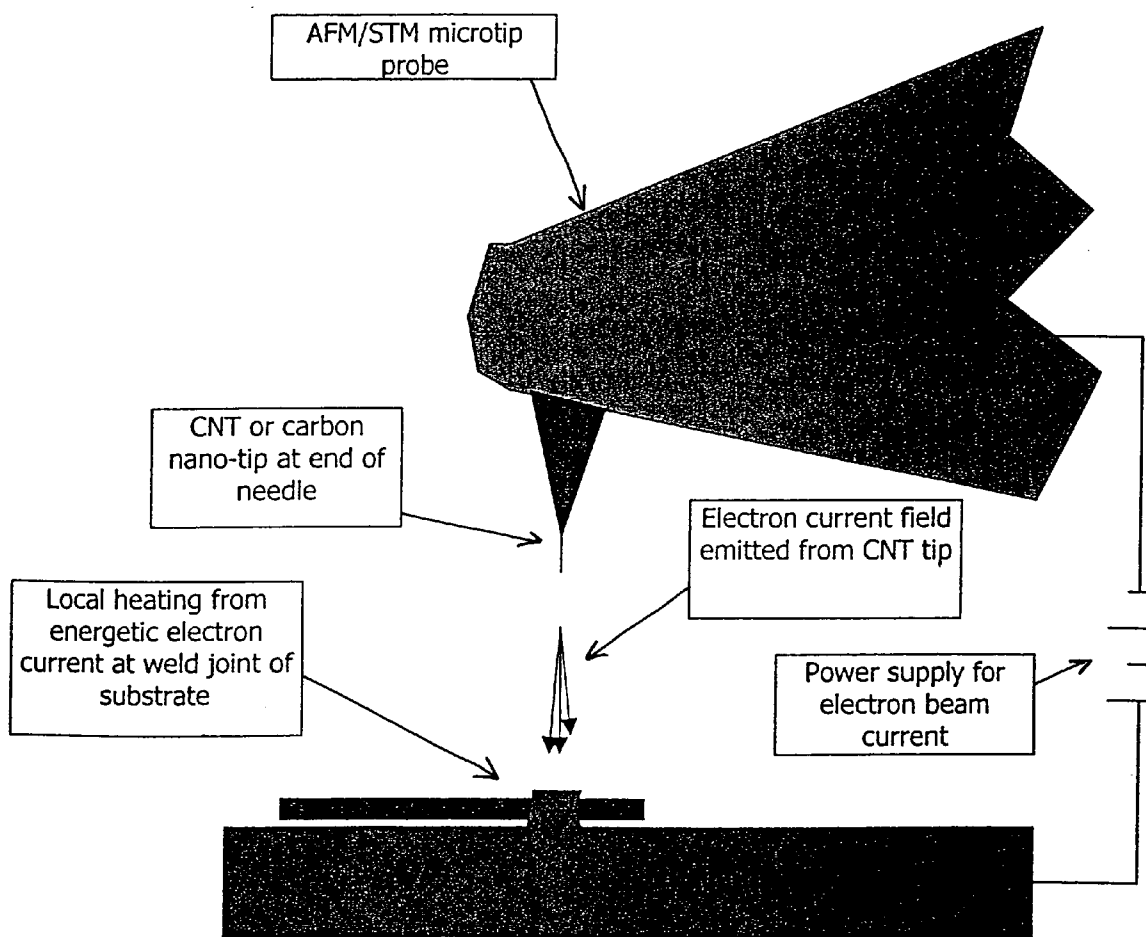 AFM/STM microtip
probe
CNT or carbon
nano-tip at end of
needle
Electron current field
emitted from CNT tip
Local heating from
energetic electron
current at weld joint of
substrate
Power supply for
electron beam
current